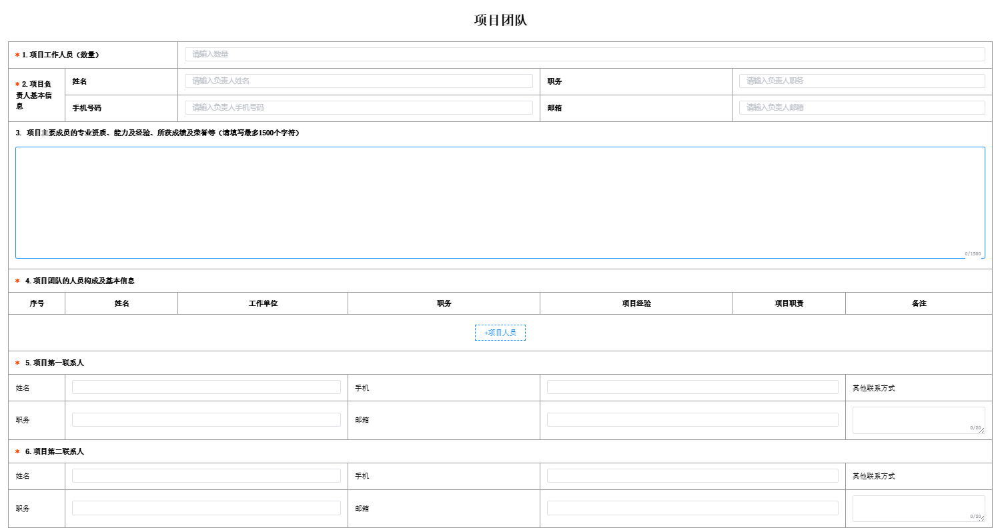 项目团队
* 1. 项目工作人员（数量） 请输入数量
* 2. 项目负责人基本信息
姓名 请输入负责人姓名 职务 请输入负责人职务
手机号码 请输入负责人手机号码 邮箱 请输入负责人邮箱
3. 项目主要成员的专业资质、能力及经验、所获成绩及荣誉等（请填写最多1500个字符）
0/1500
* 4. 项目团队的人员构成及基本信息
序号 姓名 工作单位 职务 项目经验 项目职责 备注
+项目人员
* 5. 项目第一联系人
姓名 手机 其他联系方式
职务 邮箱 0/20
* 6. 项目第二联系人
姓名 手机 其他联系方式
职务 邮箱 0/20